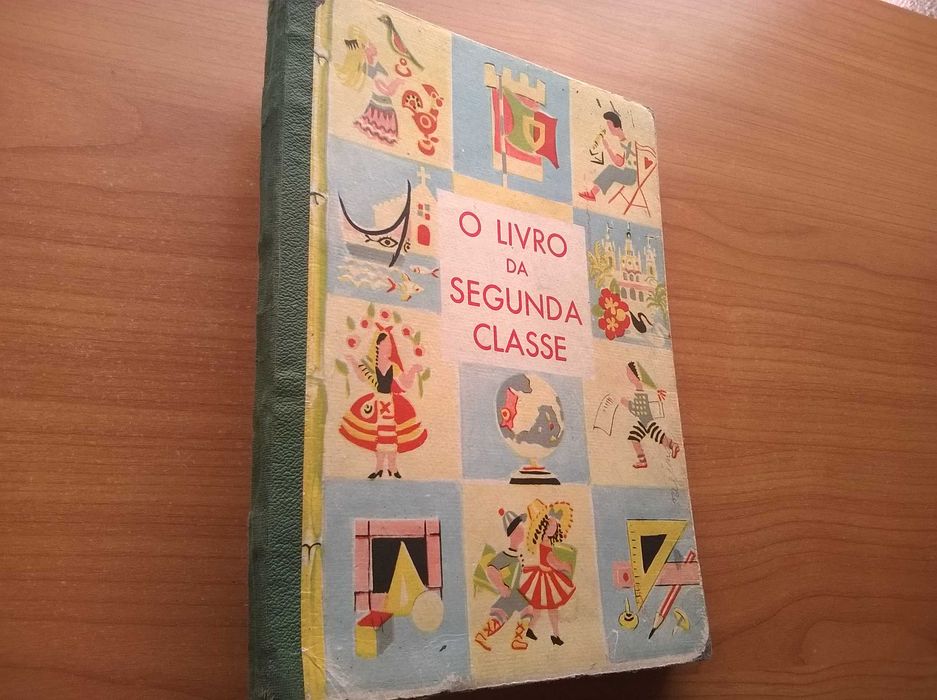 O LIVRO
DA
SEGUNDA
CLASSE